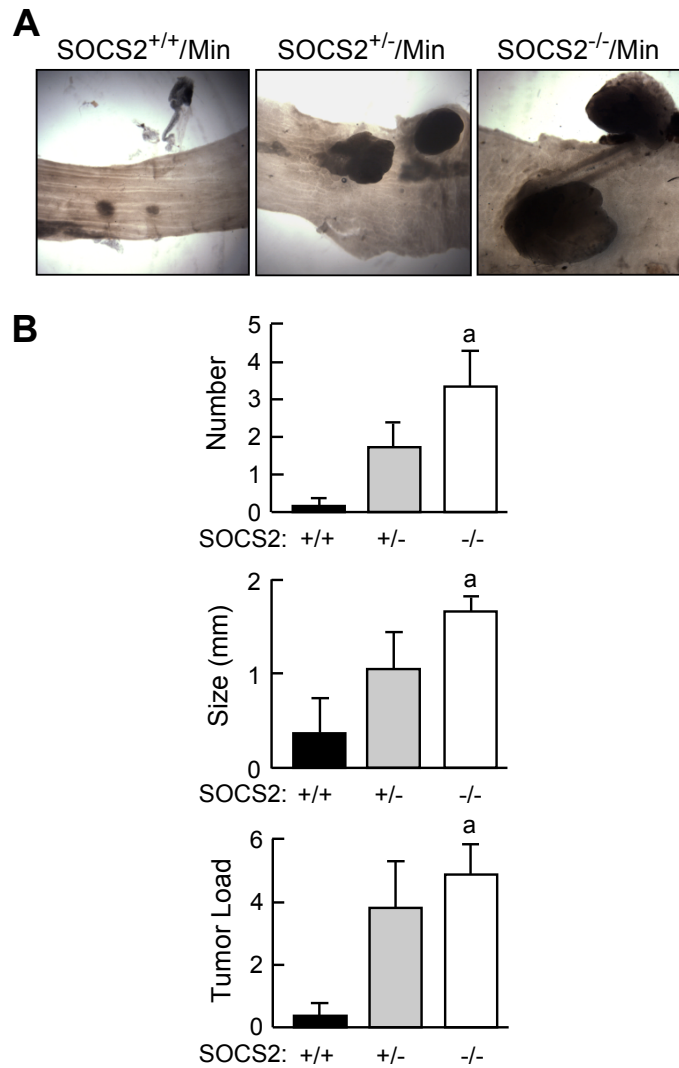 A
SOCS2+/+/Min SOCS2+/-/Min SOCS2-/-/Min
B
Number
5
4
3
2
1
0
a
SOCS2: +/+ +/- -/-
Size (mm)
2
1
0
a
SOCS2: +/+ +/- -/-
Tumor Load
6
4
2
0
a
SOCS2: +/+ +/- -/-